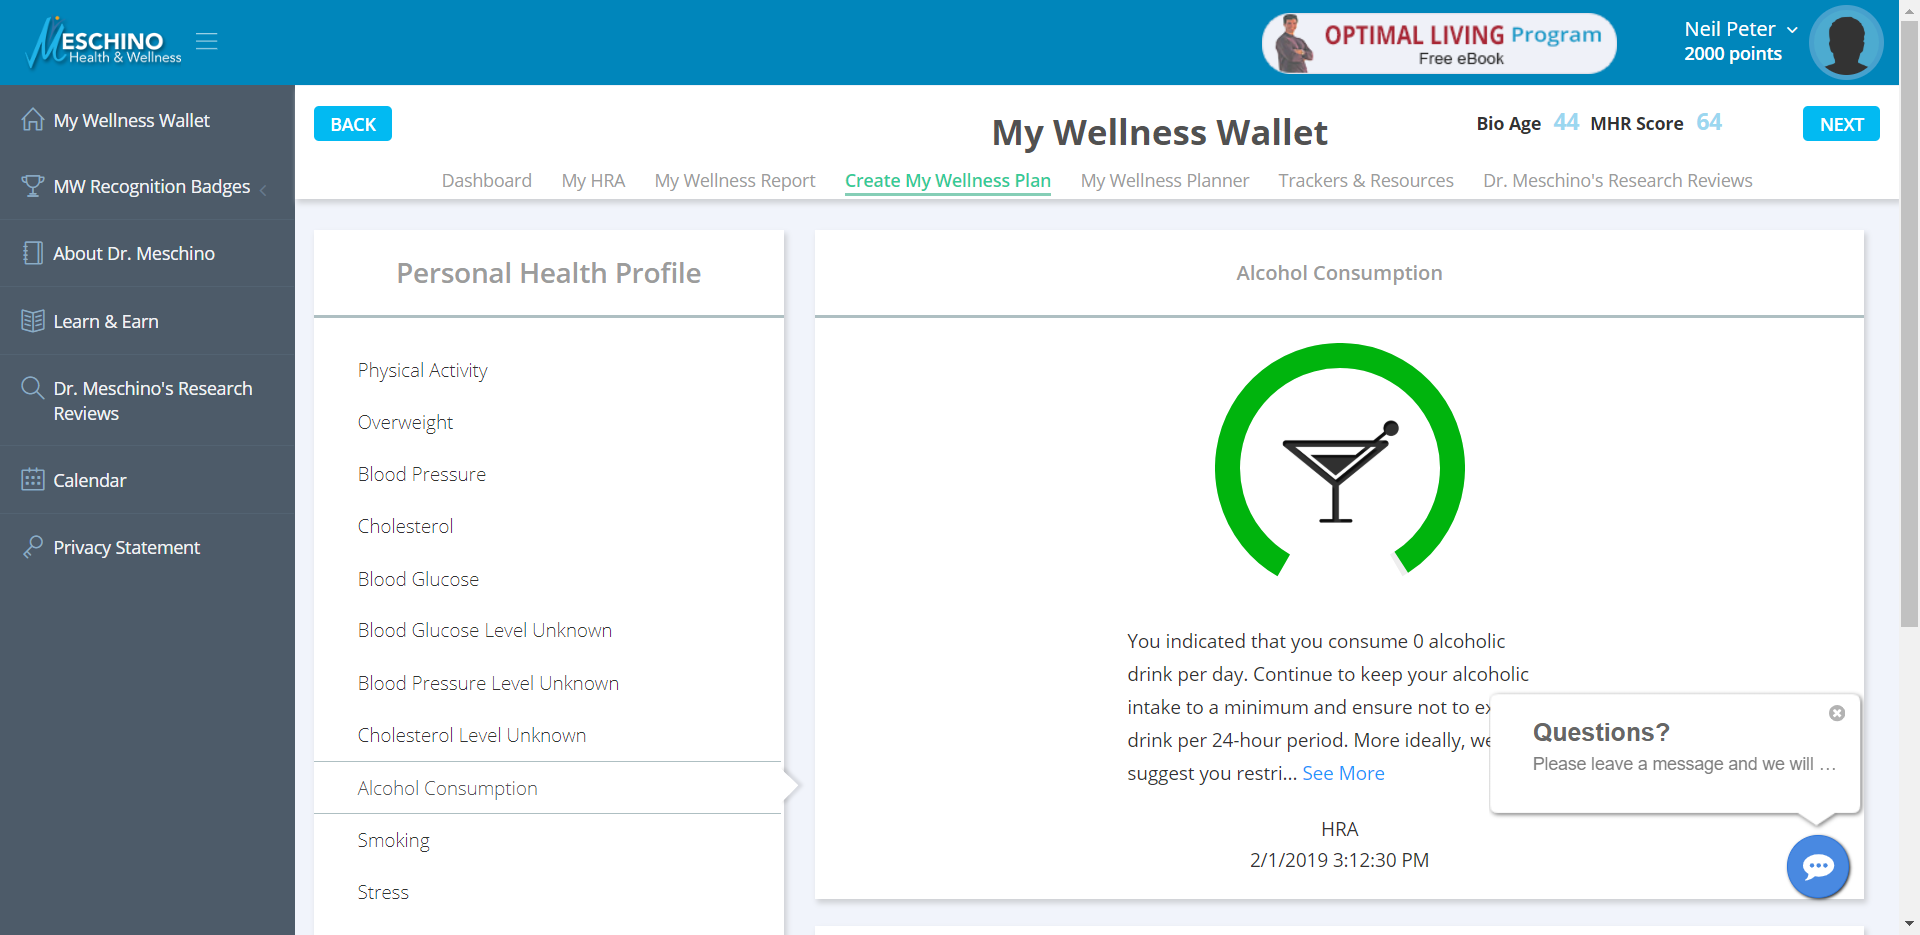 MESCHINO
Health & Wellness
OPTIMAL LIVING Program
Free eBook
Neil Peter
2000 points
My Wellness Wallet
MW Recognition Badges
About Dr. Meschino
Learn & Earn
Dr. Meschino's Research
Reviews
Calendar
Privacy Statement
BACK
My Wellness Wallet
Bio Age 44 MHR Score 64
NEXT
Dashboard My HRA My Wellness Report Create My Wellness Plan My Wellness Planner Trackers & Resources Dr. Meschino's Research Reviews
Personal Health Profile
Physical Activity
Overweight
Blood Pressure
Cholesterol
Blood Glucose
Blood Glucose Level Unknown
Blood Pressure Level Unknown
Cholesterol Level Unknown
Alcohol Consumption
Smoking
Stress
Alcohol Consumption
You indicated that you consume 0 alcoholic
drink per day. Continue to keep your alcoholic
intake to a minimum and ensure not to
drink per 24-hour period. More ideally, we
suggest you restri... See More
HRA
2/1/2019 3:12:30 PM
Questions?
Please leave a message and we will ...